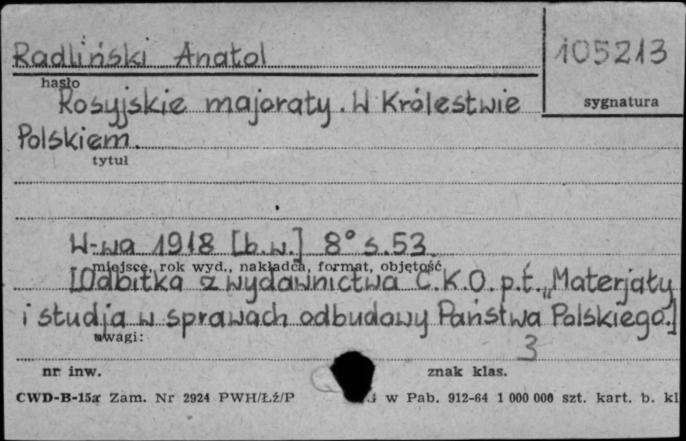 Radliński Anatol
105213
hasło
sygnatura
Rosyjskie majoraty. W Królestwie
Polskiem.
tytuł
W-wa 1918 [b.w.] 8° s.53.
miejsce, rok wyd., nakładca, format, objętość
[Odbitka z wydawnictwa C.K.O. p.t. „Materjały
i studja w sprawach odbudowy Państwa Polskiego.]
uwagi:
3
nr inw.
znak klas.
CWD-B-15a Zam. Nr 2924 PWH/Łź/P w Pab. 912-64 1 000 000 szt. kart. b. kl